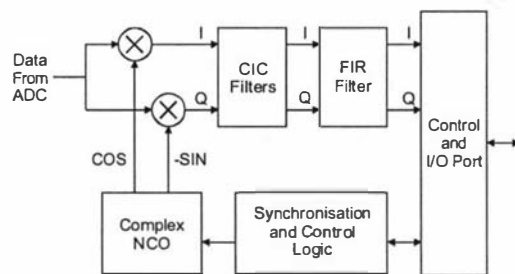 Data
From
ADC
I
Q
COS
-SIN
CIC
Filters
I
Q
FIR
Filter
I
Q
Control
and
I/O Port
Complex
NCO
Synchronisation
and Control
Logic